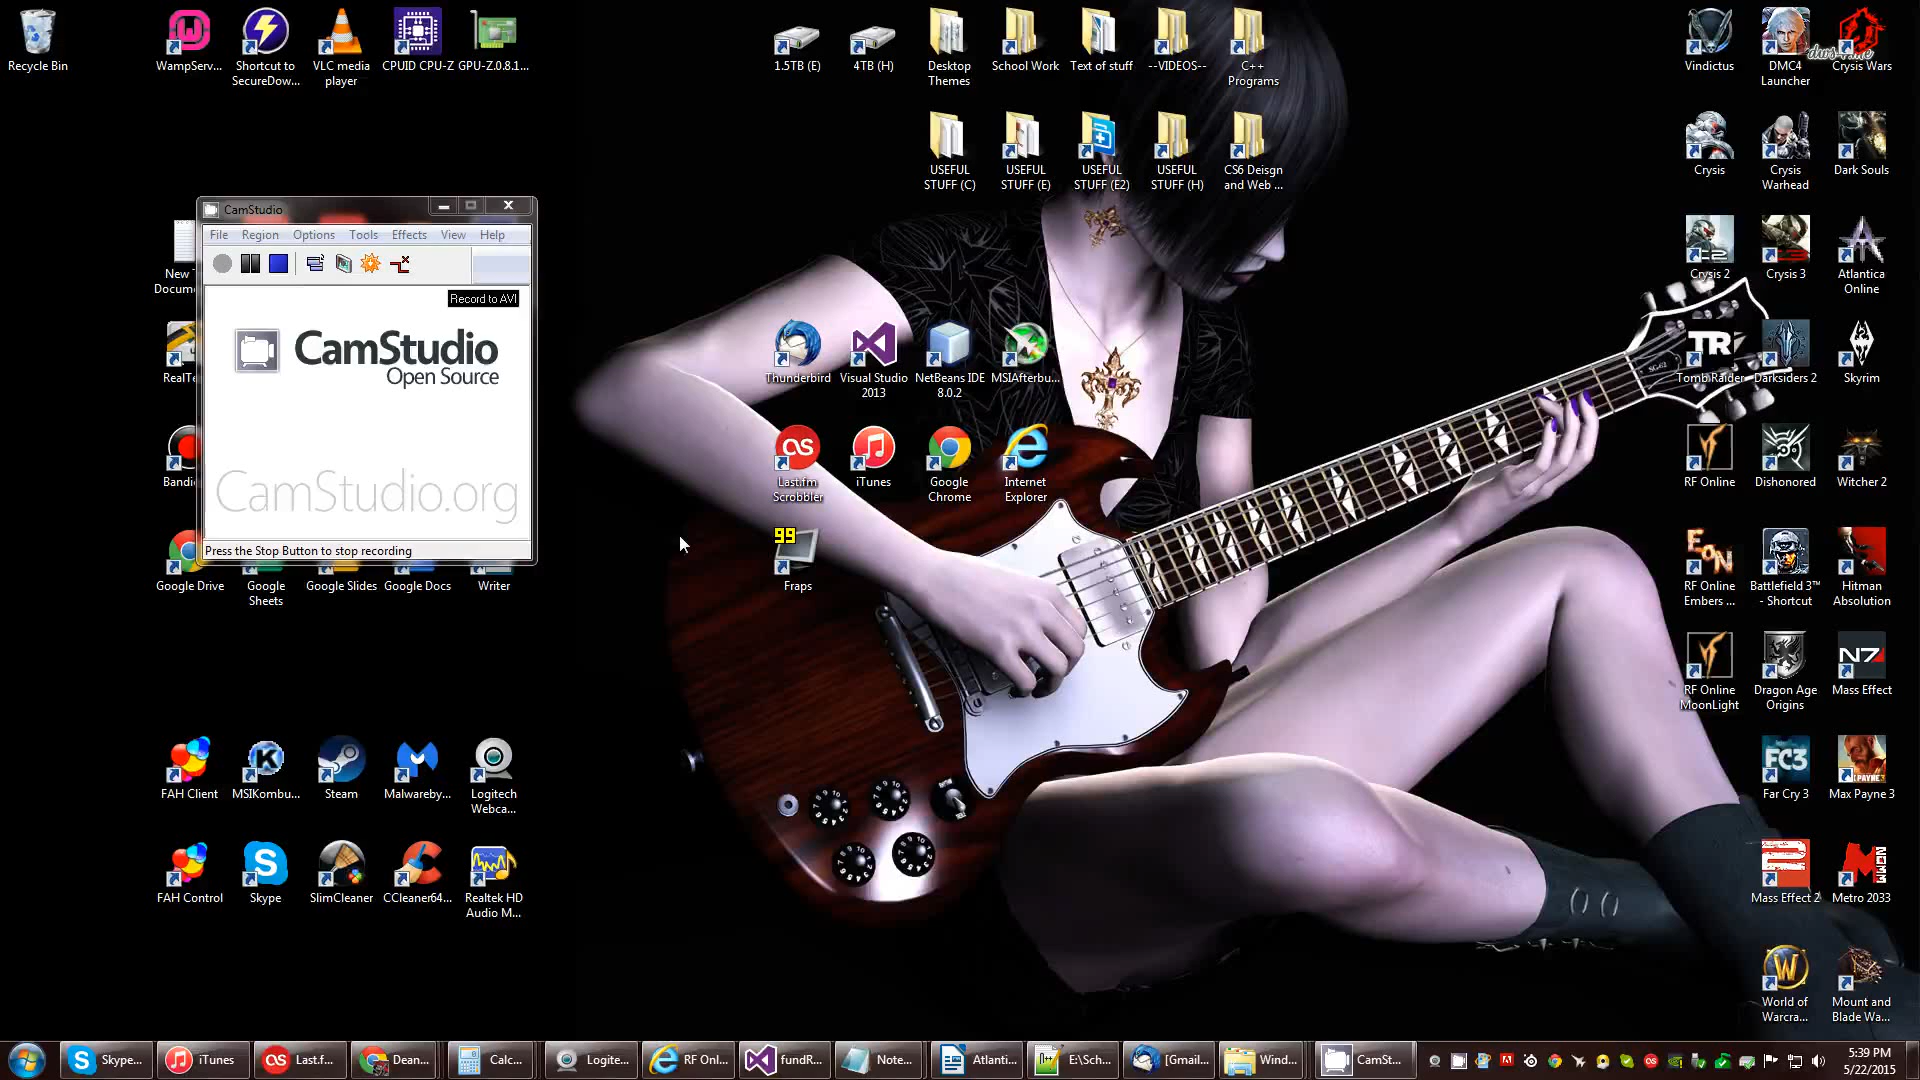 Recycle Bin
WampServ...
Shortcut to
SecureDow...
VLC media
player
CPUID CPU-Z
GPU-Z.0.8.1...
1.5TB (E)
4TB (H)
Desktop
Themes
School Work
Text of stuff
--VIDEOS--
C++
Programs
Vindictus
DMC4
Launcher
Crysis Wars
USEFUL
STUFF (C)
USEFUL
STUFF (E)
USEFUL
STUFF (E2)
USEFUL
STUFF (H)
CS6 Deisgn
and Web ...
Crysis
Crysis
Warhead
Dark Souls
CamStudio
File Region Options Tools Effects View Help
Record to AVI
CamStudio
Open Source
CamStudio.org
Press the Stop Button to stop recording
New T
Docume
RealTe
Bandi
Crysis 2
Crysis 3
Atlantica
Online
Thunderbird
Visual Studio
2013
NetBeans IDE
8.0.2
MSIAfterbu...
TR
Tomb Raider
Darksiders 2
Skyrim
Last.fm
Scrobbler
iTunes
Google
Chrome
Internet
Explorer
RF Online
Dishonored
Witcher 2
99
Fraps
Google Drive
Google
Sheets
Google Slides
Google Docs
Writer
EON
RF Online
Embers ...
Battlefield 3™
- Shortcut
Hitman
Absolution
RF Online
MoonLight
Dragon Age
Origins
N7
Mass Effect
FAH Client
MSIKombu...
Steam
Malwareby...
Logitech
Webca...
FC3
Far Cry 3
Max Payne 3
FAH Control
Skype
SlimCleaner
CCleaner64...
Realtek HD
Audio M...
Mass Effect 2
Metro 2033
World of
Warcra...
Mount and
Blade Wa...
Skype...
iTunes
Last.f...
Dean...
Calc...
Logite...
RF Onl...
fundR...
Note...
Atlanti...
E:\Sch...
[Gmail...
Wind...
CamSt...
5:39 PM
5/22/2015